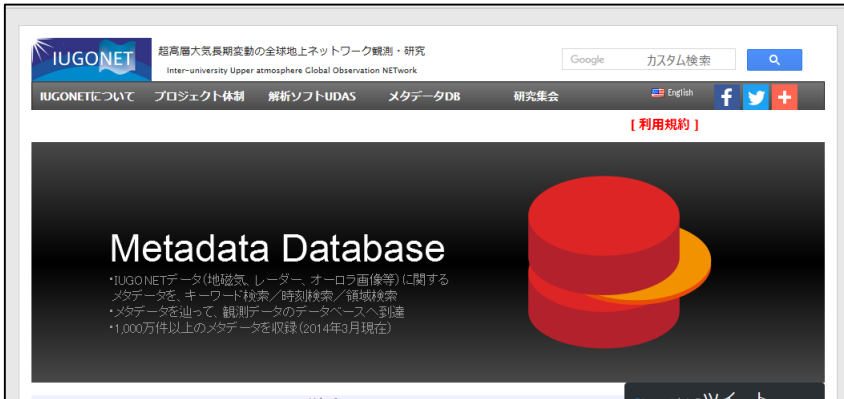 IUGONET
超高層大気長期変動の全球地上ネットワーク観測・研究
Inter-university Upper atmosphere Global Observation NETwork
Google カスタム検索
IUGONETについて プロジェクト体制 解析ソフトUDAS メタデータDB 研究集会 English
[ 利用規約 ]
Metadata Database
・IUGONETデータ(地磁気、レーダー、オーロラ画像等)に関する
メタデータを、キーワード検索／時刻検索／領域検索
・メタデータを辿って、観測データのデータベースへ到達
・1,000万件以上のメタデータを収録(2014年3月現在)
ツイート